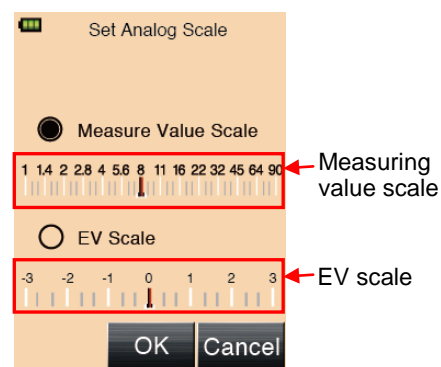 Set Analog Scale
Measure Value Scale
1 1.4 2 2.8 4 5.6 8 11 16 22 32 45 64 90
Measuring
value scale
EV Scale
-3 -2 -1 0 1 2 3
EV scale
OK Cancel